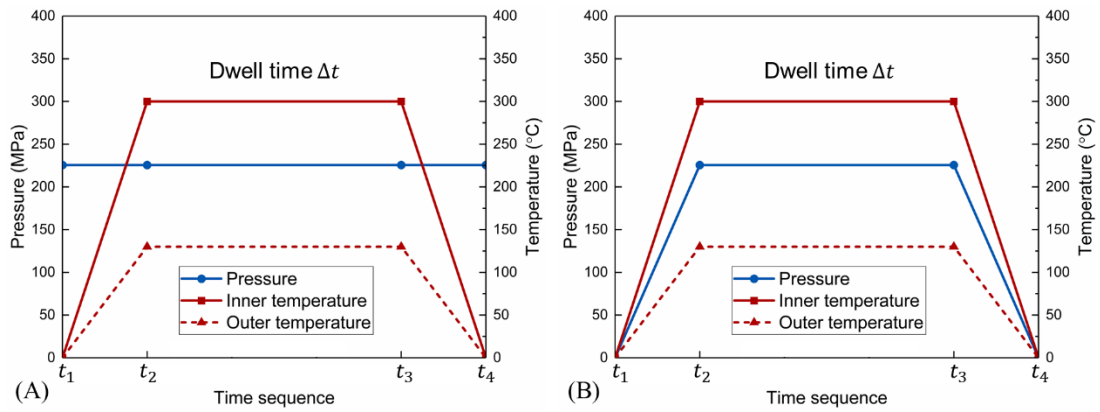 400
350
300
250
200
150
100
50
0
Pressure (MPa)
Dwell time Δt
Pressure
Inner temperature
Outer temperature
400
350
300
250
200
150
100
50
0
Temperature (°C)
t₁ t₂ t₃ t₄
Time sequence
(A)
400
350
300
250
200
150
100
50
0
Pressure (MPa)
Dwell time Δt
Pressure
Inner temperature
Outer temperature
400
350
300
250
200
150
100
50
0
Temperature (°C)
t₁ t₂ t₃ t₄
Time sequence
(B)